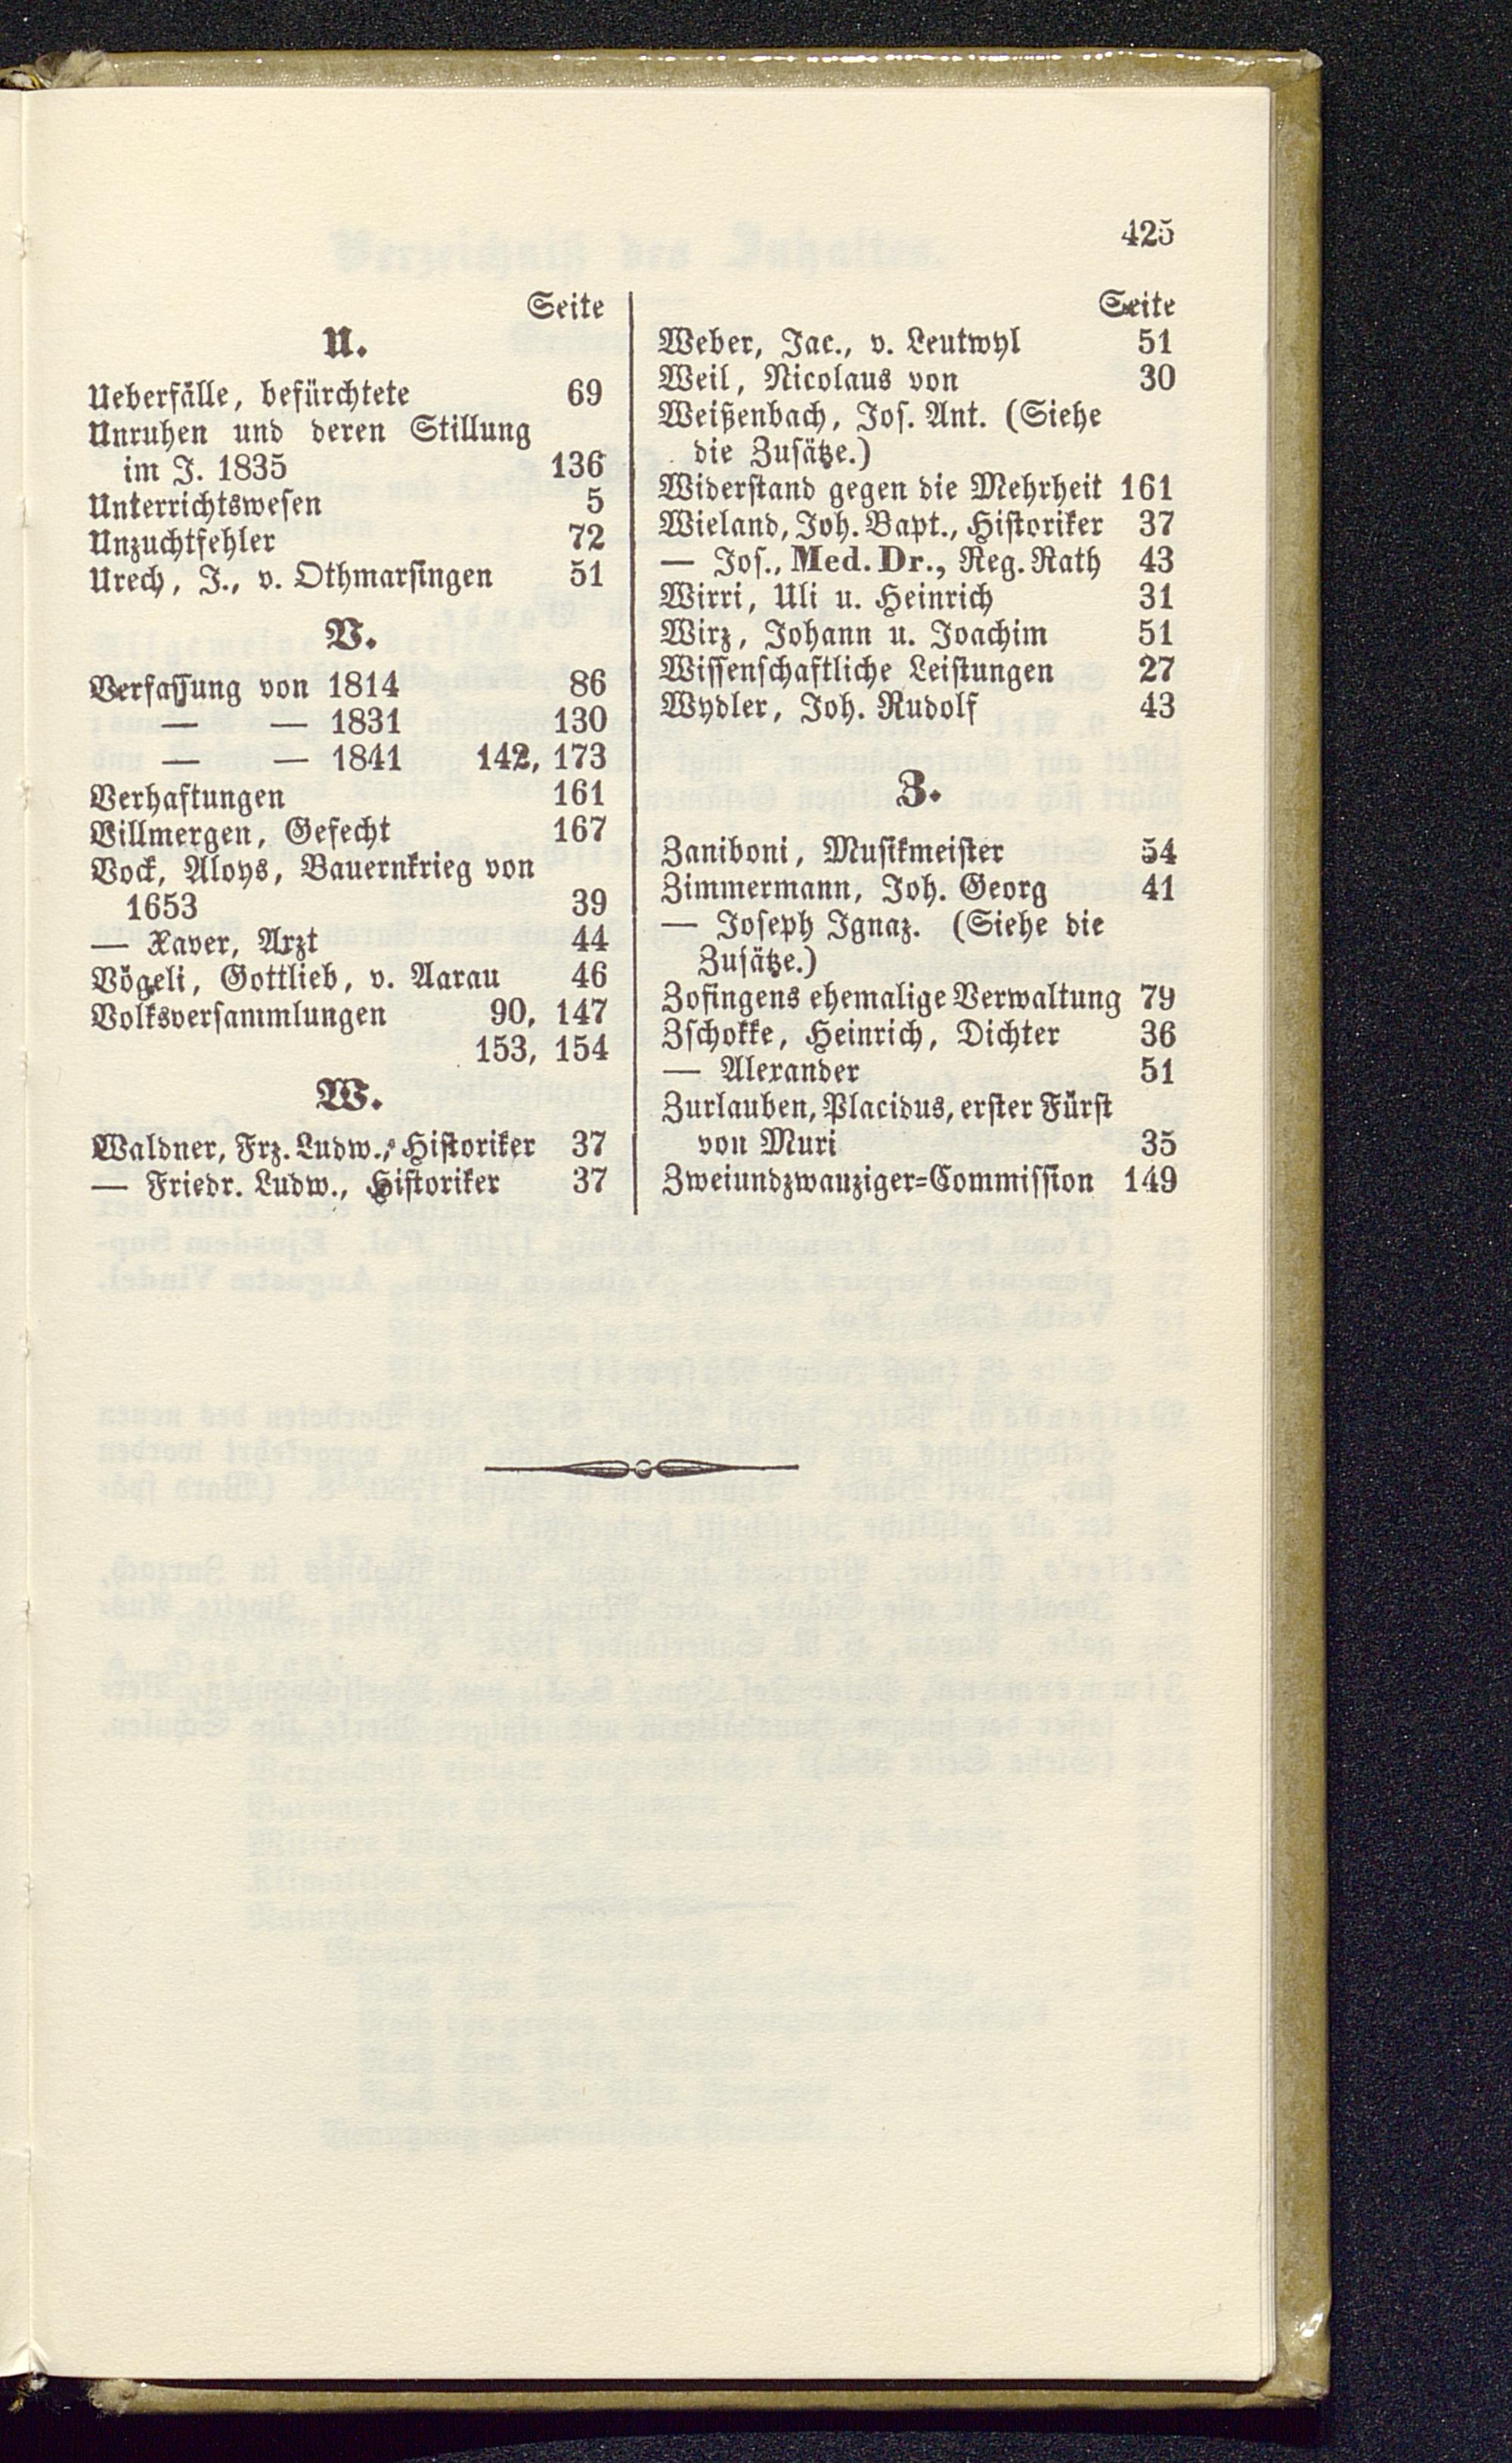 425
Seite
U.
Ueberfälle, befürchtete 69
Unruhen und deren Stillung
im J. 1835 136
Unterrichtswesen 5
Unzuchtfehler 72
Urech, J., v. Othmarsingen 51
V.
Verfassung von 1814 86
— — 1831 130
— — 1841 142, 173
Verhaftungen 161
Villmergen, Gefecht 167
Vock, Aloys, Bauernkrieg von
1653 39
— Xaver, Arzt 44
Vögeli, Gottlieb, v. Aarau 46
Volksversammlungen 90, 147
153, 154
W.
Waldner, Frz. Ludw., Historiker 37
— Friedr. Ludw., Historiker 37
Seite
Weber, Jac., v. Leutwyl 51
Weil, Nicolaus von 30
Weißenbach, Jos. Ant. (Siehe
die Zusätze.)
Widerstand gegen die Mehrheit 161
Wieland, Joh. Bapt., Historiker 37
— Jos., Med. Dr., Reg. Rath 43
Wirri, Uli u. Heinrich 31
Wirz, Johann u. Joachim 51
Wissenschaftliche Leistungen 27
Wydler, Joh. Rudolf 43
Z.
Zaniboni, Musikmeister 54
Zimmermann, Joh. Georg 41
— Joseph Ignaz. (Siehe die
Zusätze.)
Zofingens ehemalige Verwaltung 79
Zschokke, Heinrich, Dichter 36
— Alexander 51
Zurlauben, Placidus, erster Fürst
von Muri 35
Zweiundzwauziger=Commission 149